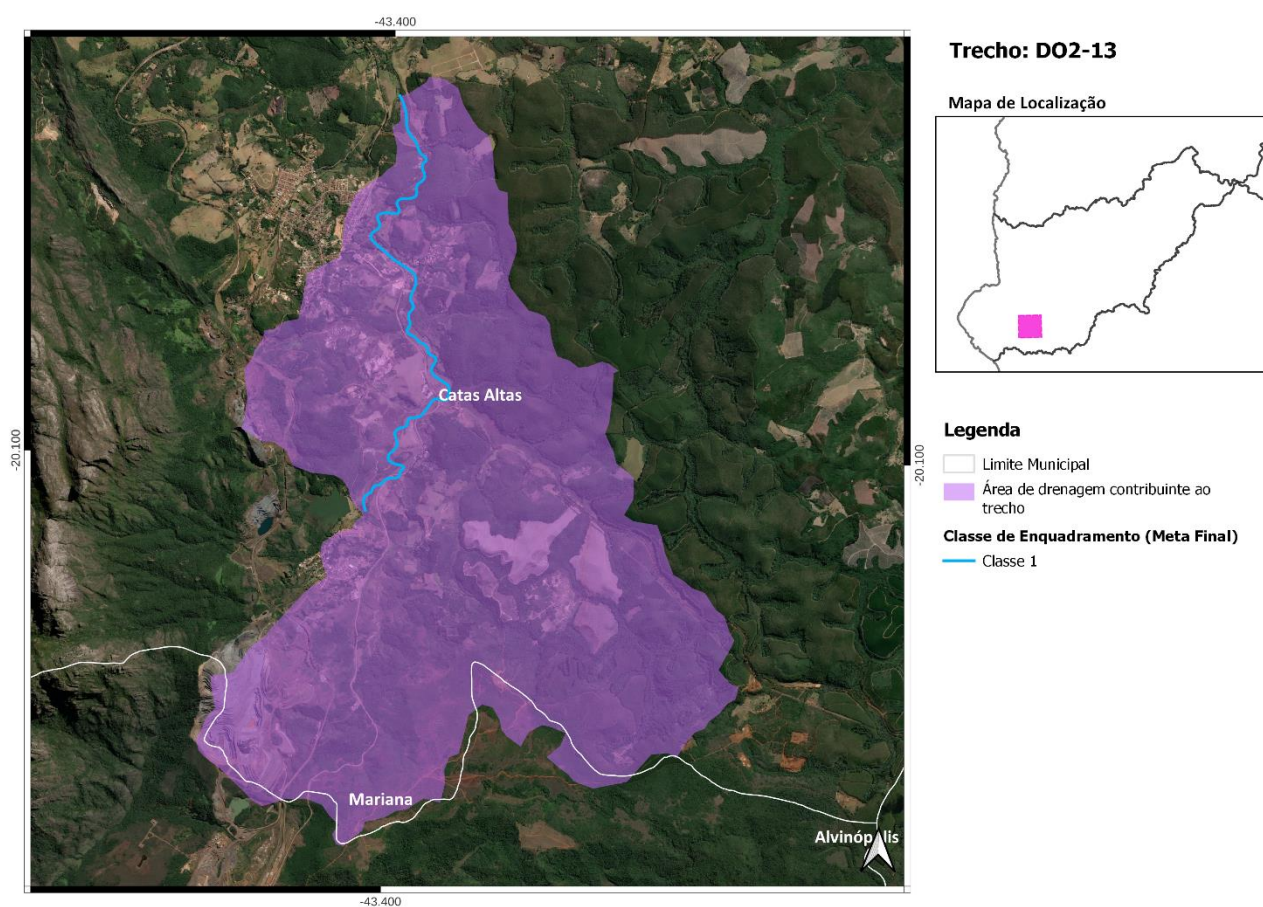 -43.400
Trecho: DO2-13
Mapa de Localização
-20.100
Catas Altas
-20.100
Legenda
Limite Municipal
Área de drenagem contribuinte ao
trecho
Classe de Enquadramento (Meta Final)
Classe 1
Mariana
Alvinópolis
-43.400